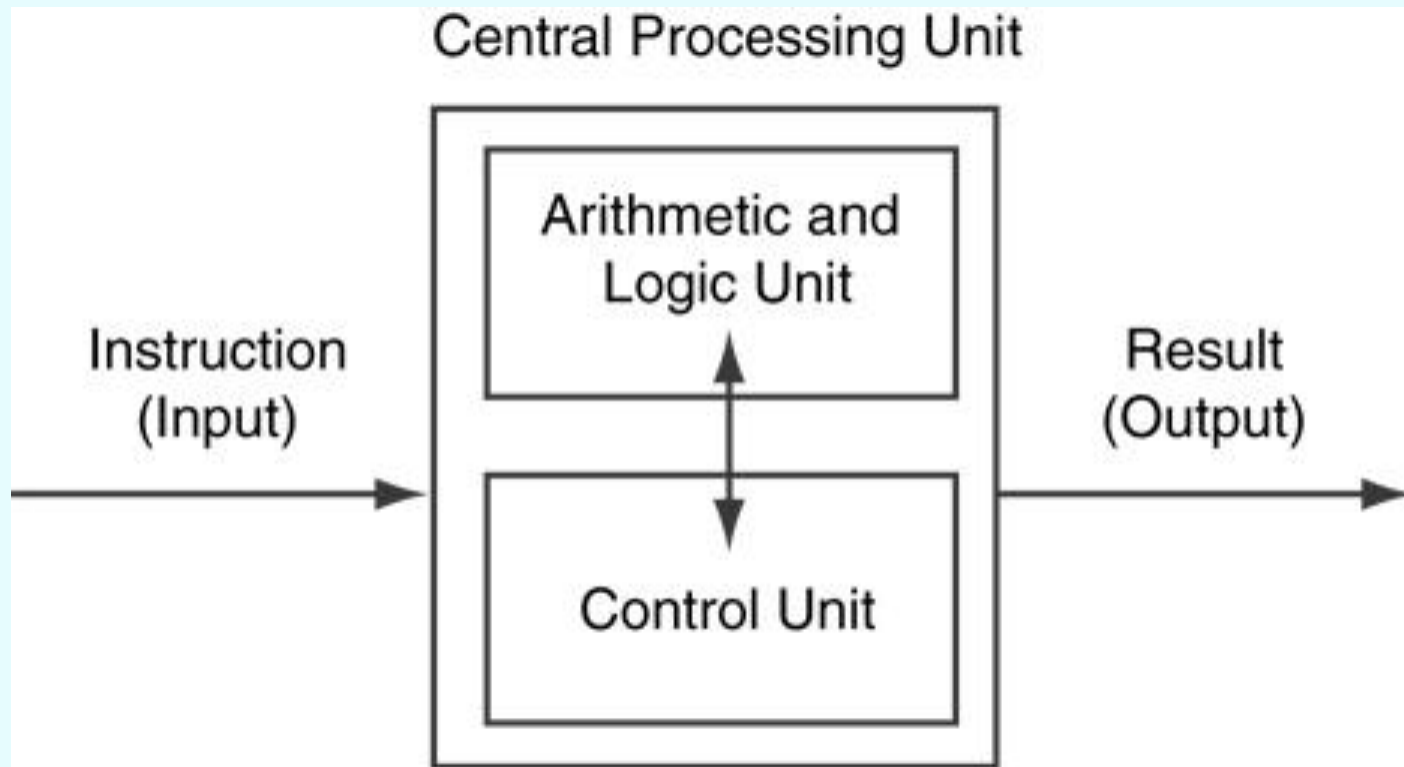 Central Processing Unit
Arithmetic and
Logic Unit
Instruction
(Input)
Result
(Output)
Control Unit